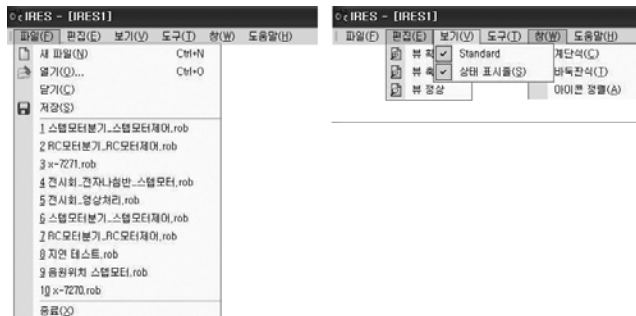 IRES - [IRES1]
파일(F) 편집(E) 보기(V) 도구(T) 창(W) 도움말(H)
새 파일(N) Ctrl+N
열기(O)... Ctrl+O
닫기(C)
저장(S)
1 스텝모터분기_스텝모터제어.rob
2 RC모터분기_RC모터제어.rob
3 x-7271.rob
4 전시회_전자나침반_스텝모터.rob
5 전시회_영상처리.rob
6 스텝모터분기_스텝모터제어.rob
7 RC모터분기_RC모터제어.rob
8 지연 테스트.rob
9 음원위치 스텝모터.rob
10 x-7270.rob
종료(X)
IRES - [IRES1]
파일(F) 편집(E) 보기(V) 도구(T) 창(W) 도움말(H)
뷰 확 Standard 계단식(C)
뷰 축 상태 표시줄(S) 바둑판식(T)
뷰 정상 아이콘 정렬(A)